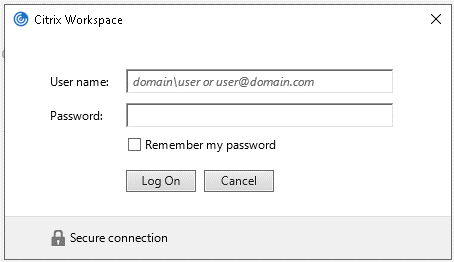 Citrix Workspace
User name: domain\user or user@domain.com
Password:
Remember my password
Log On Cancel
Secure connection